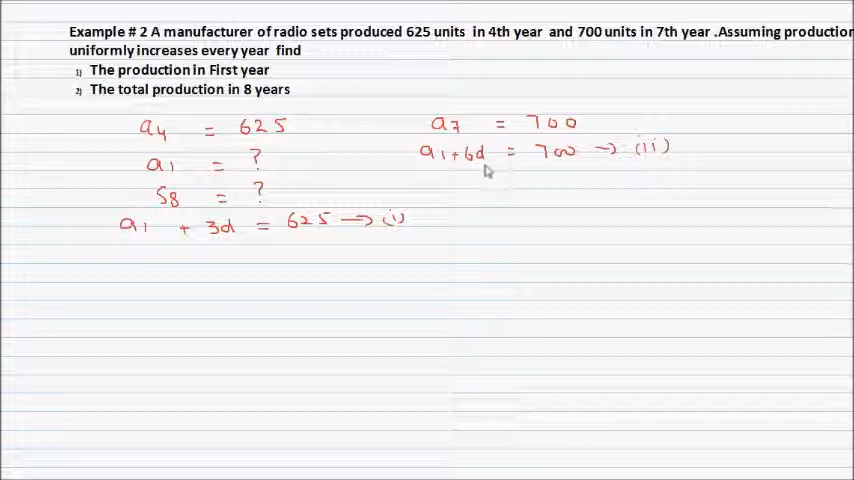 Example # 2 A manufacturer of radio sets produced 625 units in 4th year and 700 units in 7th year .Assuming production
uniformly increases every year find
1) The production in First year
2) The total production in 8 years
a4 = 625
a1 = ?
S8 = ?
a1 + 3d = 625 → (i)
a7 = 700
a1 + 6d = 700 → (ii)